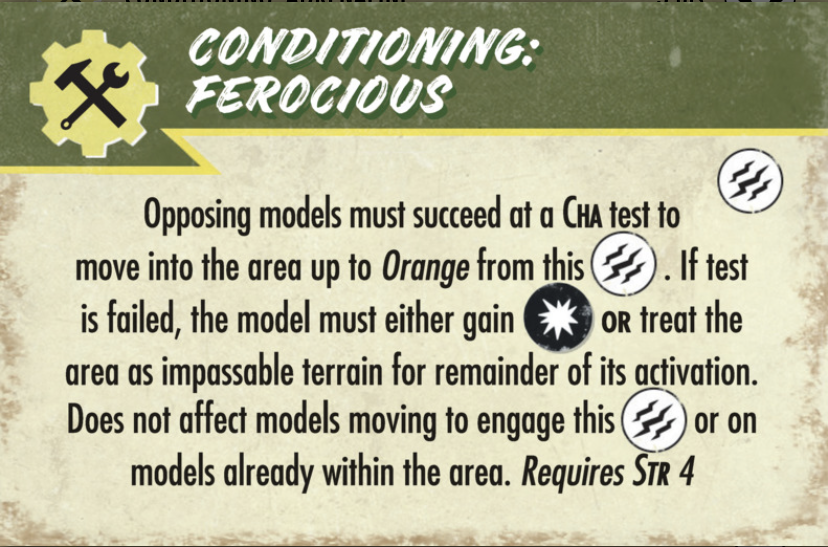 CONDITIONING:
FEROCIOUS
Opposing models must succeed at a CHA test to
move into the area up to Orange from this . If test
is failed, the model must either gain OR treat the
area as impassable terrain for remainder of its activation.
Does not affect models moving to engage this or on
models already within the area. Requires STR 4